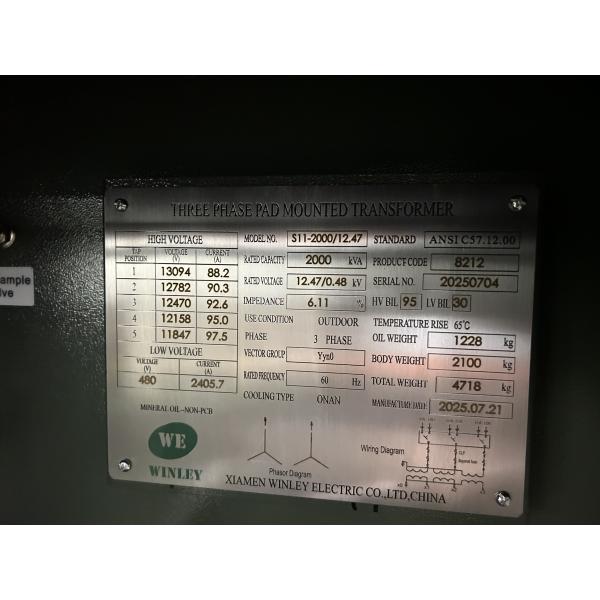 THREE PHASE PAD MOUNTED TRANSFORMER
HIGH VOLTAGE
TAP POSITION VOLTAGE (V) CURRENT (A)
1 13094 88.2
2 12782 90.3
3 12470 92.6
4 12158 95.0
5 11847 97.5
LOW VOLTAGE
VOLTAGE (V) CURRENT (A)
480 2405.7
MINERAL OIL-NON-PCB
WE
WINLEY
MODEL NO. S11-2000/12.47
RATED CAPACITY 2000 kVA
RATED VOLTAGE 12.47/0.48 kV
IMPEDANCE 6.11 %
USE CONDITION OUTDOOR
PHASE 3 PHASE
VECTOR GROUP Yyn0
RATED FREQUENCY 60 Hz
COOLING TYPE ONAN
STANDARD ANSI C57.12.00
PRODUCT CODE 8212
SERIAL NO. 20250704
HV BIL 95 LV BIL 30
TEMPERATURE RISE 65℃
OIL WEIGHT 1228 kg
BODY WEIGHT 2100 kg
TOTAL WEIGHT 4718 kg
MANUFACTURE DATE: 2025.07.21
Phasor Diagram
Wiring Diagram
XIAMEN WINLEY ELECTRIC CO.,LTD,CHINA
ample
lve